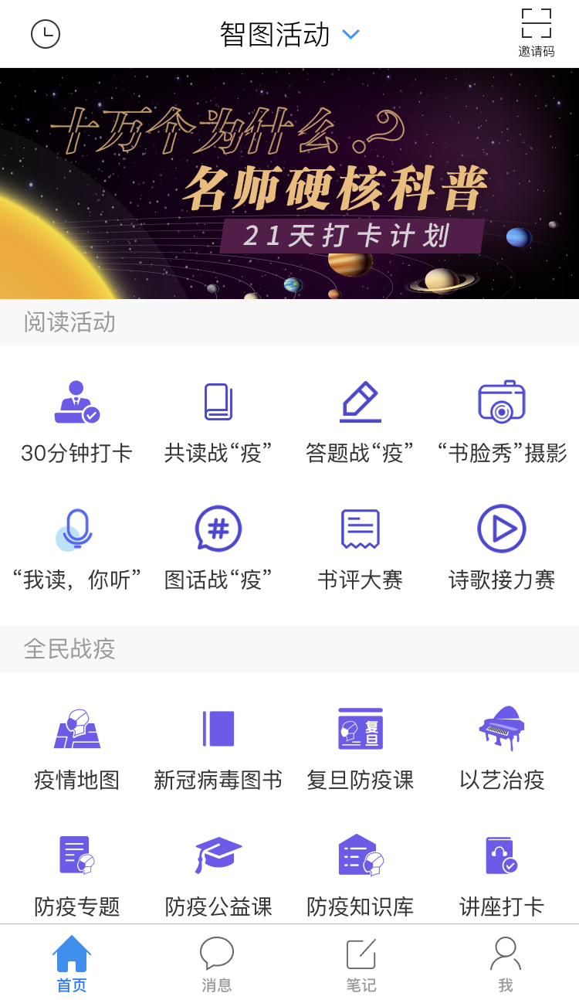 智图活动
邀请码
十万个为什么?
名师硬核科普
21天打卡计划
阅读活动
30分钟打卡 共读战“疫” 答题战“疫” “书脸秀”摄影
“我读，你听” 图话战“疫” 书评大赛 诗歌接力赛
全民战疫
复旦
疫情地图 新冠病毒图书 复旦防疫课 以艺治疫
防疫专题 防疫公益课 防疫知识库 讲座打卡
首页 消息 笔记 我